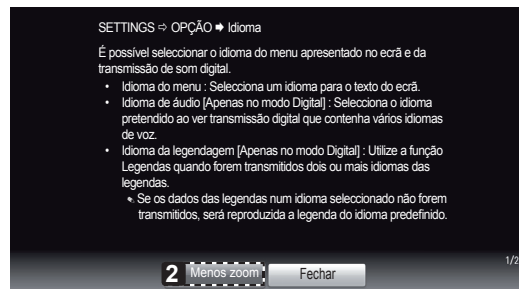 SETTINGS ⇨ OPÇÃO ➡ Idioma
É possível seleccionar o idioma do menu apresentado no ecrã e da
transmissão de som digital.
• Idioma do menu : Selecciona um idioma para o texto do ecrã.
• Idioma de áudio [Apenas no modo Digital] : Selecciona o idioma
pretendido ao ver transmissão digital que contenha vários idiomas
de voz.
• Idioma da legendagem [Apenas no modo Digital] : Utilize a função
Legendas quando forem transmitidos dois ou mais idiomas das
legendas.
Se os dados das legendas num idioma seleccionado não forem
transmitidos, será reproduzida a legenda do idioma predefinido.
1/2
2 Menos zoom Fechar